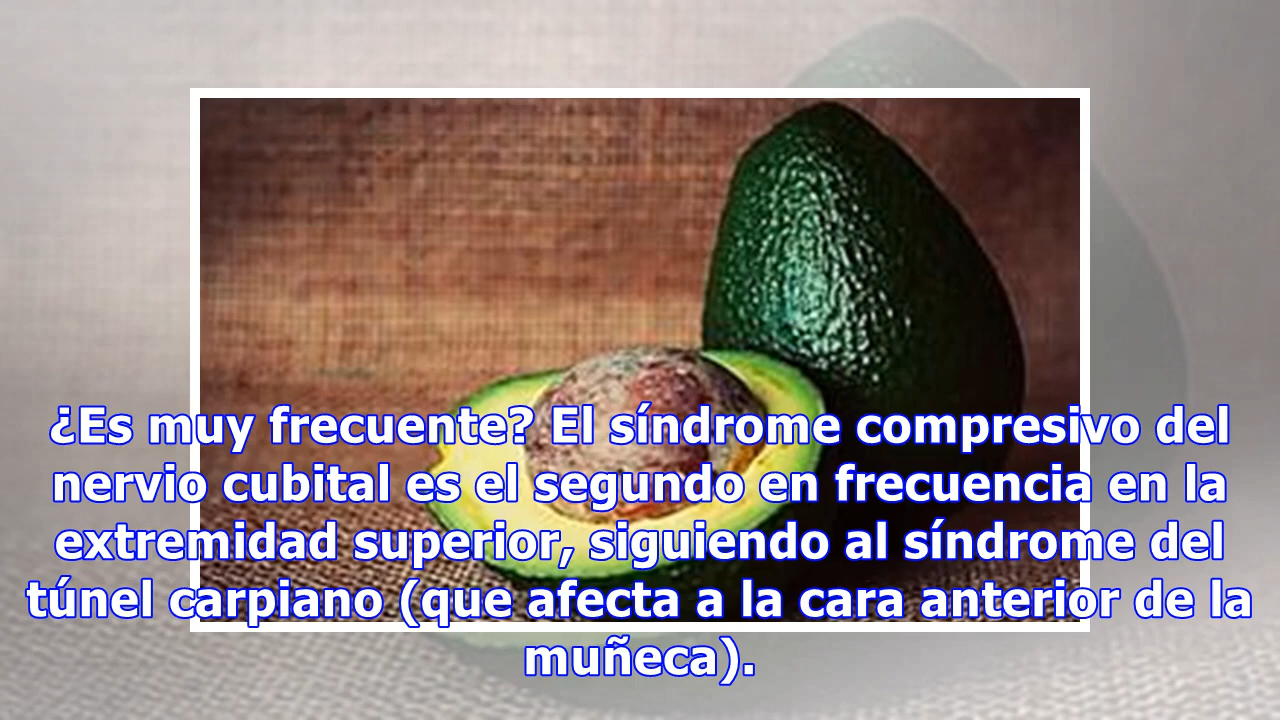 ¿Es muy frecuente? El síndrome compresivo del
nervio cubital es el segundo en frecuencia en la
extremidad superior, siguiendo al síndrome del
túnel carpiano (que afecta a la cara anterior de la
muñeca).